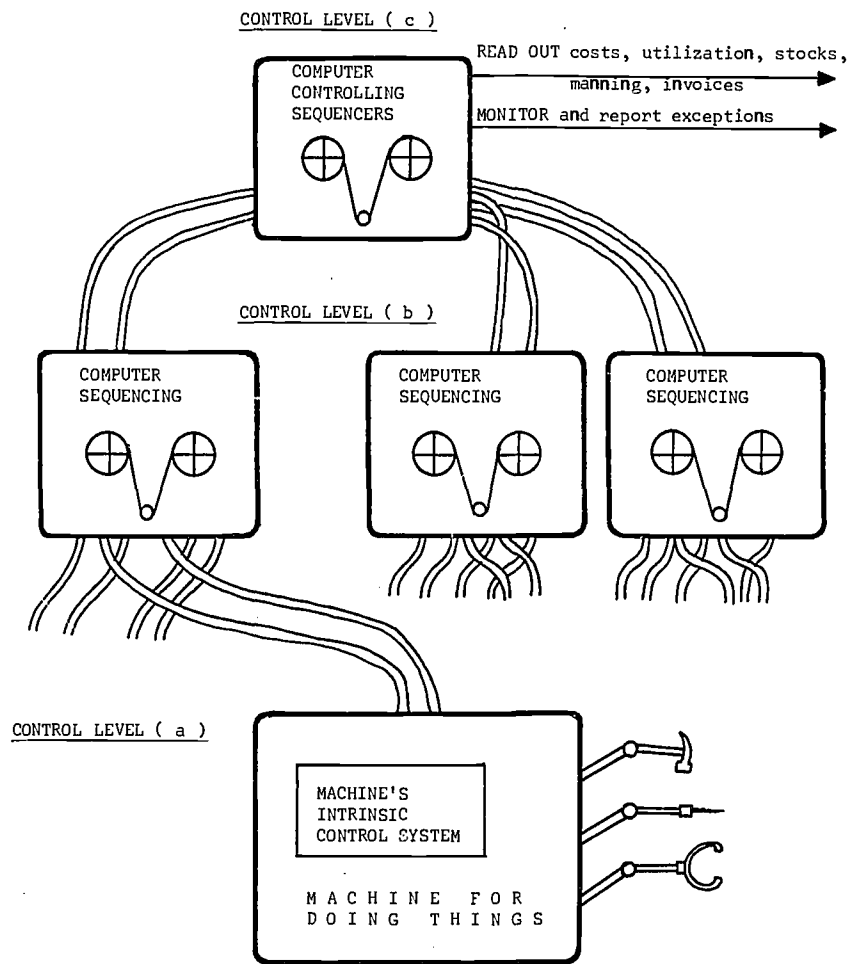 CONTROL LEVEL ( c )
COMPUTER
CONTROLLING
SEQUENCERS
READ OUT costs, utilization, stocks,
manning, invoices
MONITOR and report exceptions
CONTROL LEVEL ( b )
COMPUTER
SEQUENCING
COMPUTER
SEQUENCING
COMPUTER
SEQUENCING
CONTROL LEVEL ( a )
MACHINE'S
INTRINSIC
CONTROL SYSTEM
MACHINE FOR
DOING THINGS